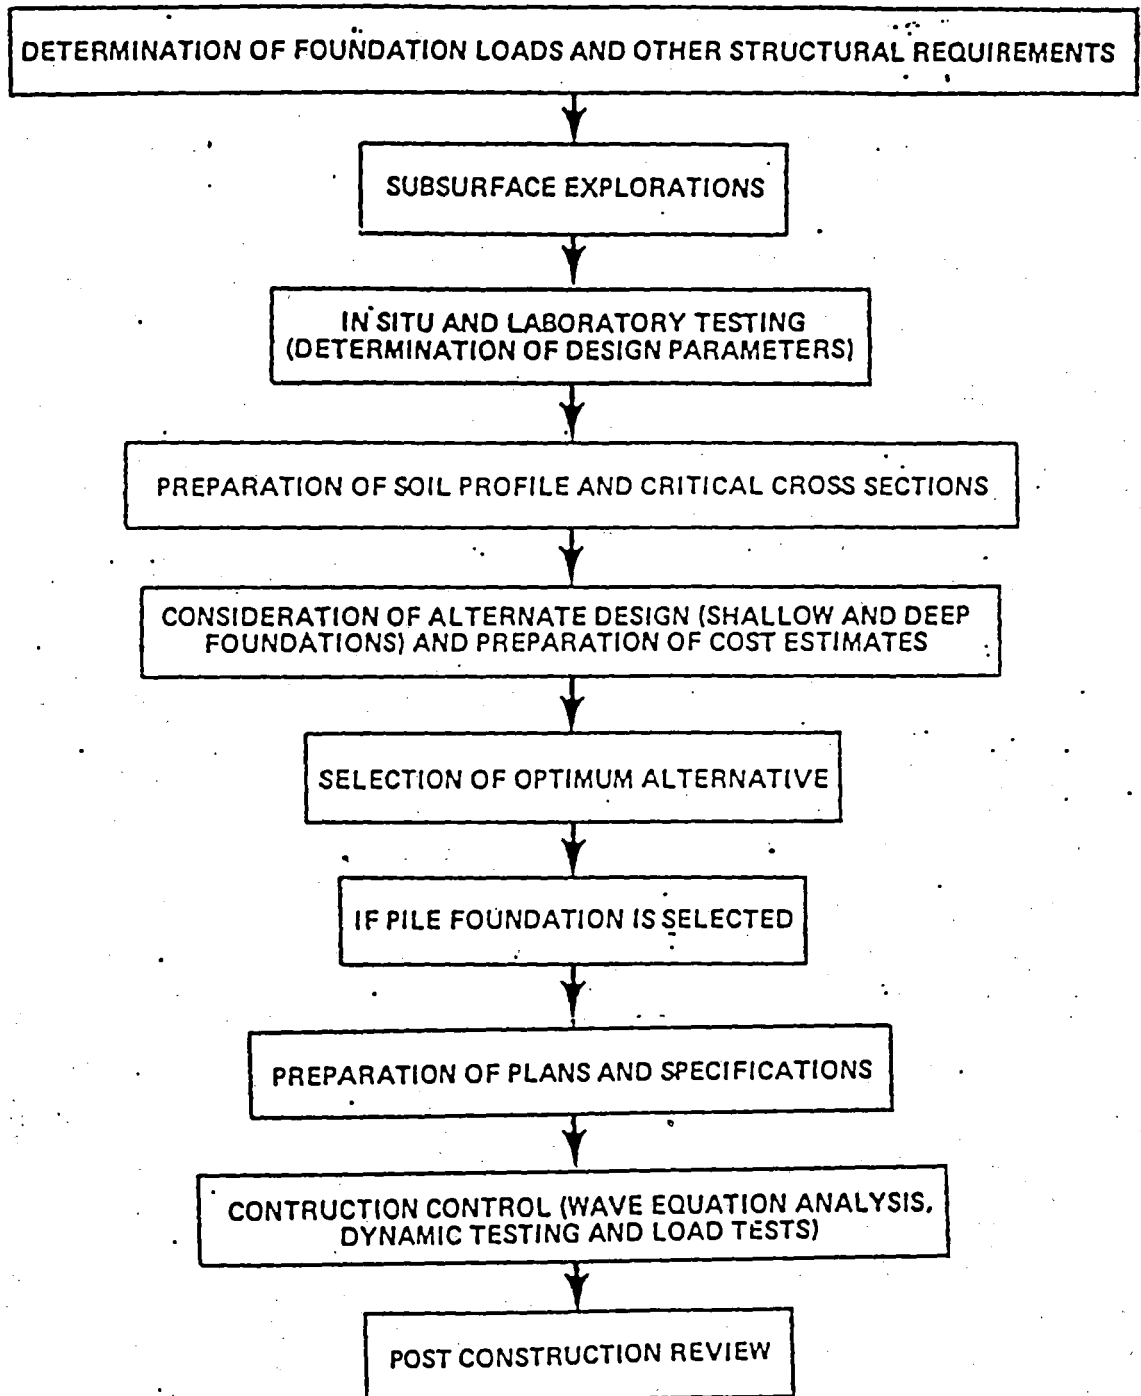 DETERMINATION OF FOUNDATION LOADS AND OTHER STRUCTURAL REQUIREMENTS
SUBSURFACE EXPLORATIONS
IN SITU AND LABORATORY TESTING
(DETERMINATION OF DESIGN PARAMETERS)
PREPARATION OF SOIL PROFILE AND CRITICAL CROSS SECTIONS
CONSIDERATION OF ALTERNATE DESIGN (SHALLOW AND DEEP
FOUNDATIONS) AND PREPARATION OF COST ESTIMATES
SELECTION OF OPTIMUM ALTERNATIVE
IF PILE FOUNDATION IS SELECTED
PREPARATION OF PLANS AND SPECIFICATIONS
CONTRUCTION CONTROL (WAVE EQUATION ANALYSIS,
DYNAMIC TESTING AND LOAD TESTS)
POST CONSTRUCTION REVIEW